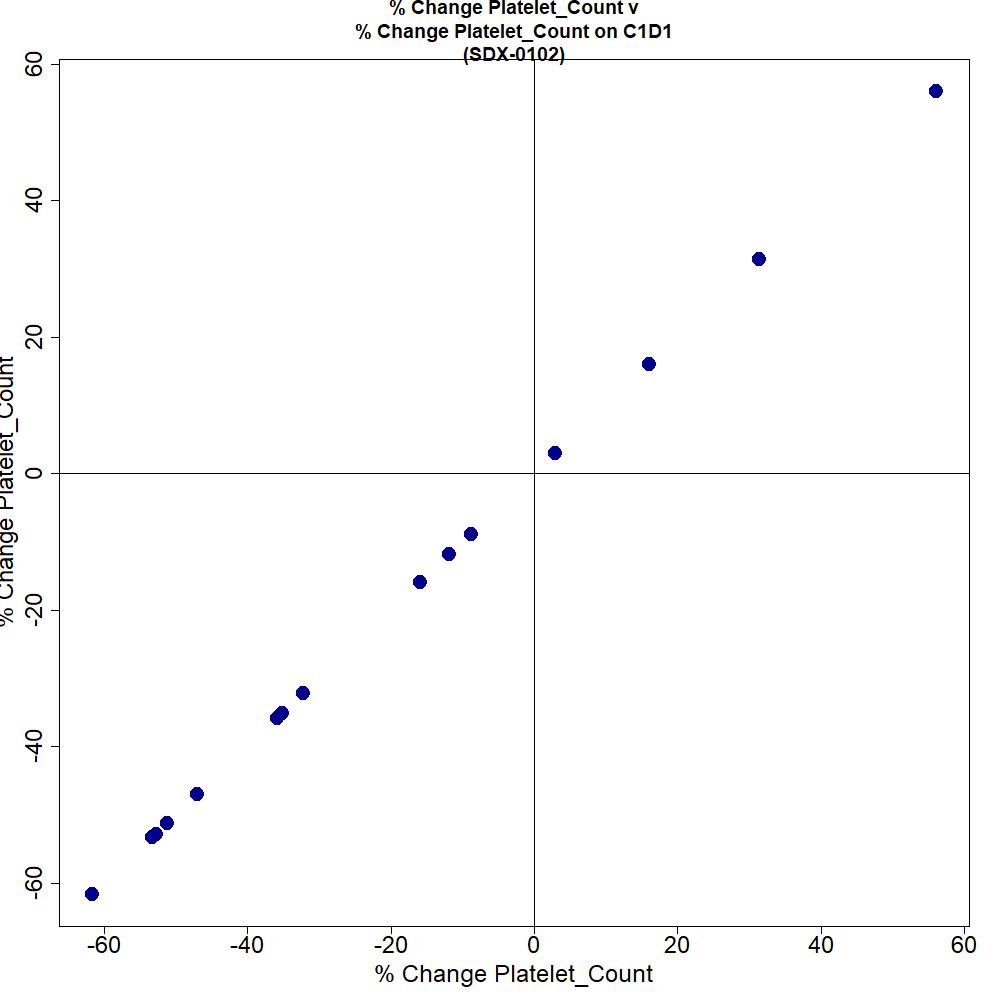 % Change Platelet_Count v
% Change Platelet_Count on C1D1
(SDX-0102)
60
40
20
0
-20
-40
-60
% Change Platelet_Count
-60 -40 -20 0 20 40 60
% Change Platelet_Count